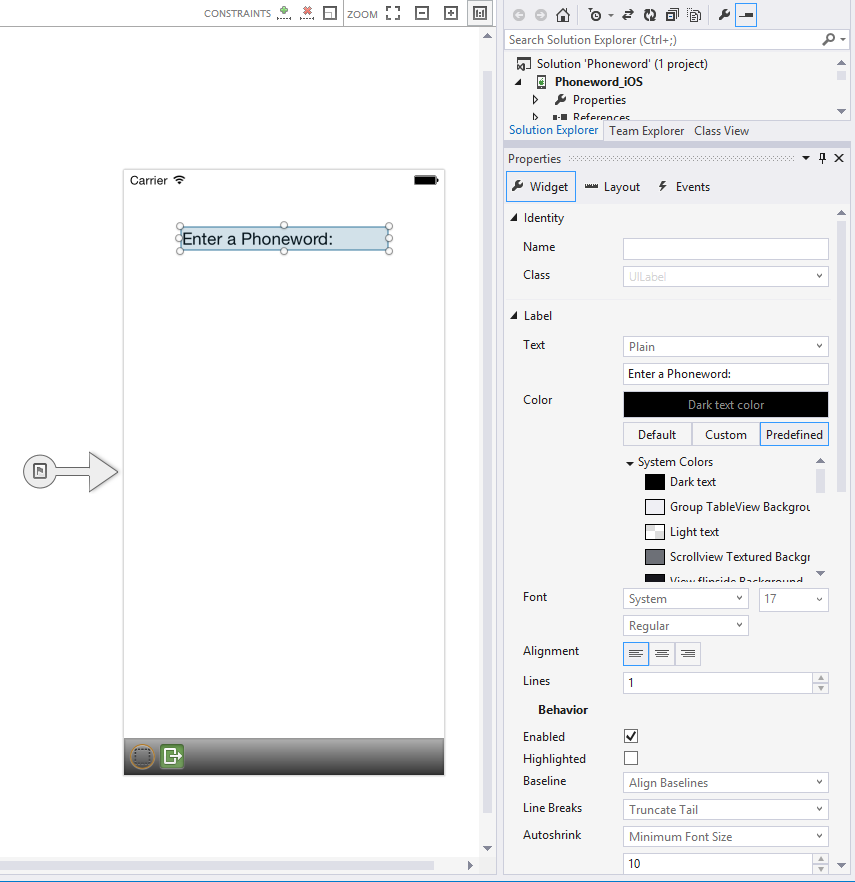 CONSTRAINTS
ZOOM
Search Solution Explorer (Ctrl+;)
Solution 'Phoneword' (1 project)
Phoneword_iOS
Properties
References
Solution Explorer Team Explorer Class View
Properties
Widget Layout Events
Carrier
Enter a Phoneword:
Identity
Name
Class UILabel
Label
Text Plain
Enter a Phoneword:
Color Dark text color
Default Custom Predefined
System Colors
Dark text
Group TableView Backgrou
Light text
Scrollview Textured Backgr
View flipside Background
Font System 17
Regular
Alignment
Lines 1
Behavior
Enabled
Highlighted
Baseline Align Baselines
Line Breaks Truncate Tail
Autoshrink Minimum Font Size
10